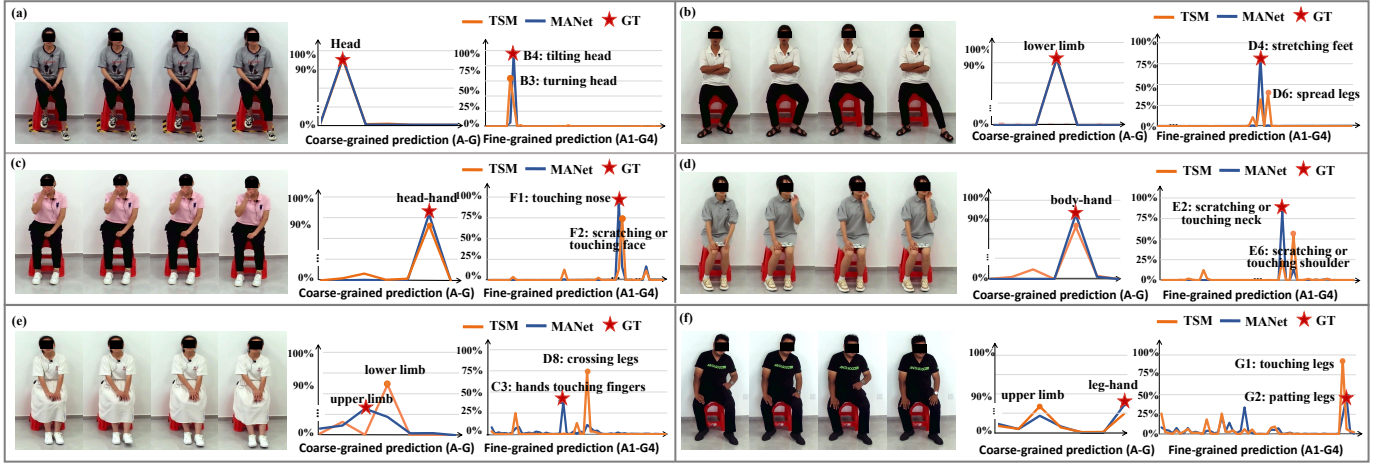 (a)
TSM MANet GT
Head
100%
90%
0%
Coarse-grained prediction (A-G)
100%
75%
50%
25%
0%
B4: tilting head
B3: turning head
Fine-grained prediction (A1-G4)
(b)
TSM MANet GT
lower limb
100%
90%
0%
Coarse-grained prediction (A-G)
D4: stretching feet
100%
75%
50%
25%
0%
D6: spread legs
Fine-grained prediction (A1-G4)
(c)
TSM MANet GT
head-hand
100%
90%
0%
Coarse-grained prediction (A-G)
100%
75%
50%
25%
0%
F1: touching nose
F2: scratching or
touching face
Fine-grained prediction (A1-G4)
(d)
TSM MANet GT
body-hand
100%
90%
0%
Coarse-grained prediction (A-G)
100%
75%
50%
25%
0%
E2: scratching or
touching neck
E6: scratching or
touching shoulder
Fine-grained prediction (A1-G4)
(e)
TSM MANet GT
lower limb
upper limb
100%
90%
0%
Coarse-grained prediction (A-G)
100%
75%
50%
25%
0%
D8: crossing legs
C3: hands touching fingers
Fine-grained prediction (A1-G4)
(f)
TSM MANet GT
leg-hand
upper limb
100%
90%
0%
Coarse-grained prediction (A-G)
100%
75%
50%
25%
0%
G1: touching legs
G2: patting legs
Fine-grained prediction (A1-G4)